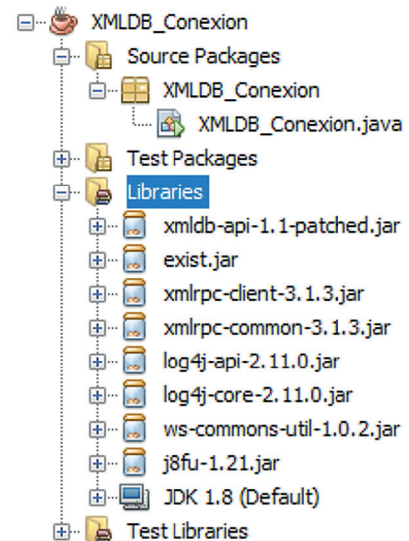 XMLDB_Conexion
Source Packages
XMLDB_Conexion
XMLDB_Conexion.java
Test Packages
Libraries
xmldb-api-1.1-patched.jar
exist.jar
xmlrpc-client-3.1.3.jar
xmlrpc-common-3.1.3.jar
log4j-api-2.11.0.jar
log4j-core-2.11.0.jar
ws-commons-util-1.0.2.jar
j8fu-1.21.jar
JDK 1.8 (Default)
Test Libraries